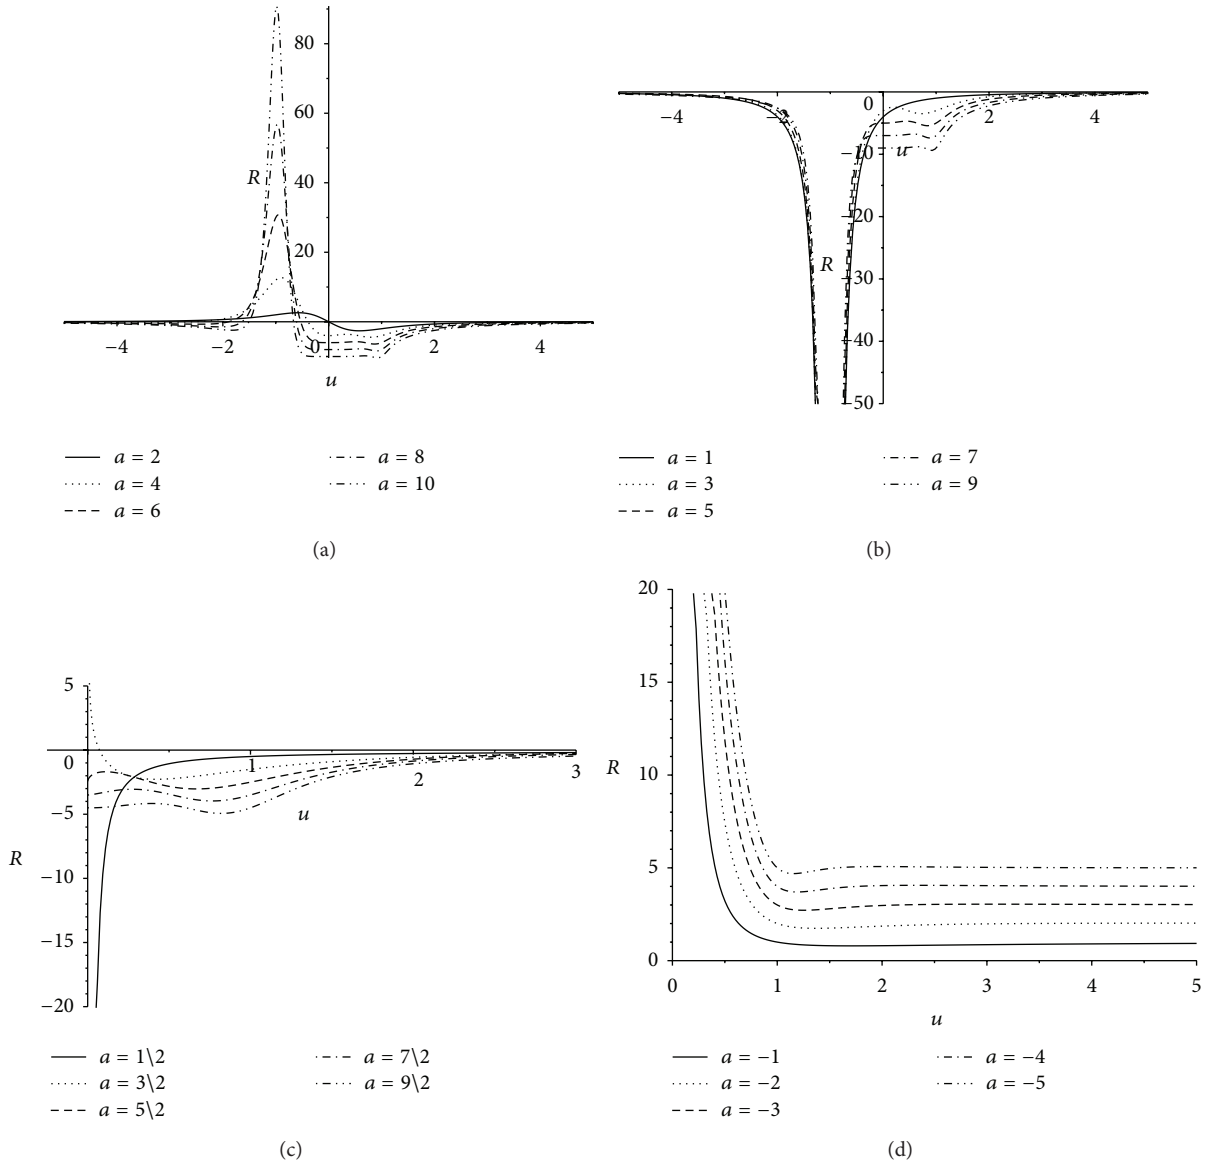 80
60
R
40
20
−4
−2
0
2
4
u
a = 2
a = 8
a = 4
a = 10
a = 6
(a)
−4
−2
0
2
4
−10
u
−20
R
−30
−40
−50
a = 1
a = 7
a = 3
a = 9
a = 5
(b)
5
0
1
2
3
−5
u
R
−10
−15
−20
a = 1\2
a = 7\2
a = 3\2
a = 9\2
a = 5\2
(c)
20
15
R
10
5
0
0
1
2
3
4
5
u
a = −1
a = −4
a = −2
a = −5
a = −3
(d)